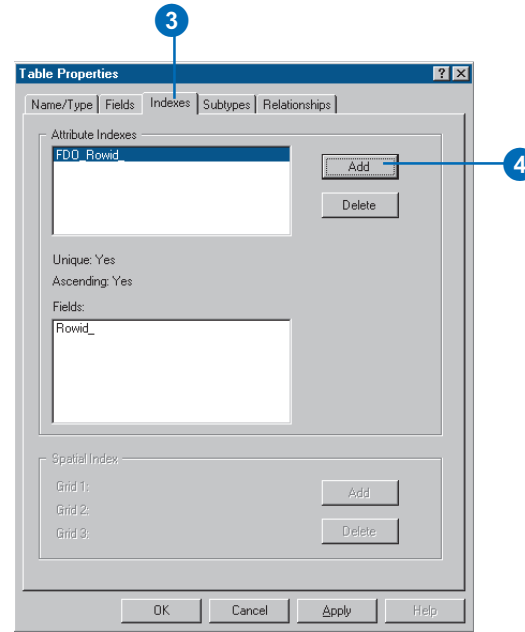 3
Table Properties
? X
Name/Type Fields Indexes Subtypes Relationships
Attribute Indexes
FDO_Rowid_
Add
4
Delete
Unique: Yes
Ascending: Yes
Fields:
Rowid_
Spatial Index
Grid 1:
Add
Grid 2:
Grid 3:
Delete
OK Cancel Apply Help